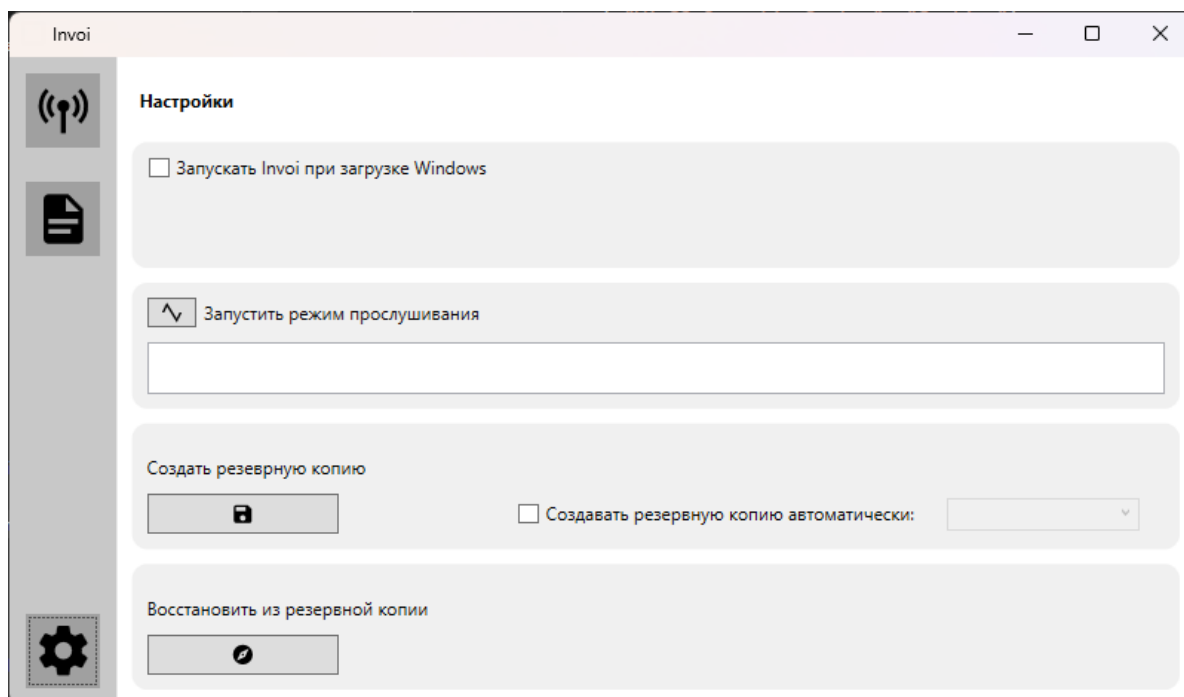 Invoi
Настройки
Запускать Invoi при загрузке Windows
Запустить режим прослушивания
Создать резеврную копию
Создавать резервную копию автоматически:
Восстановить из резервной копии